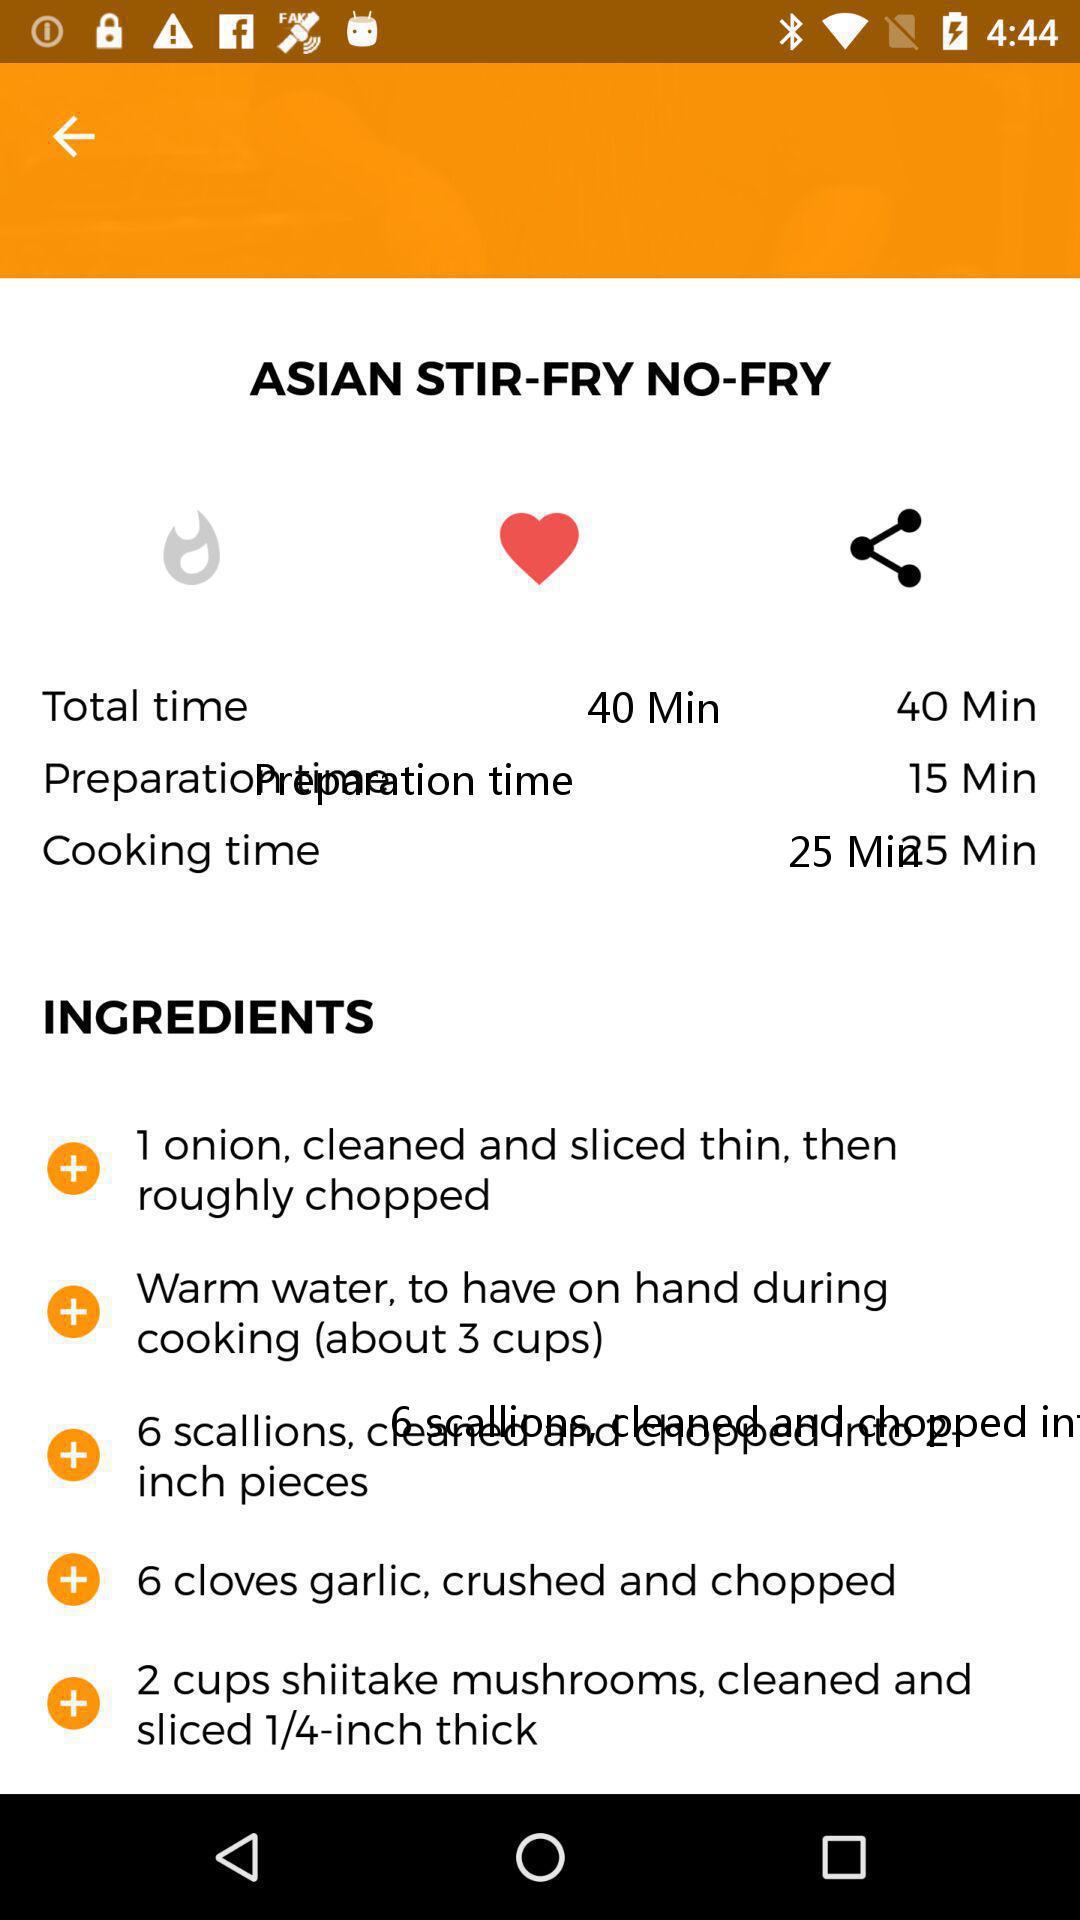 FAKE
4:44
ASIAN STIR-FRY NO-FRY
Total time 40 Min 40 Min
Preparation time Preparation time 15 Min
Cooking time 25 Min 25 Min
INGREDIENTS
1 onion, cleaned and sliced thin, then
roughly chopped
Warm water, to have on hand during
cooking (about 3 cups)
6 scallions, cleaned and chopped int
6 scallions, cleaned and chopped into 2-
inch pieces
6 cloves garlic, crushed and chopped
2 cups shiitake mushrooms, cleaned and
sliced 1/4-inch thick